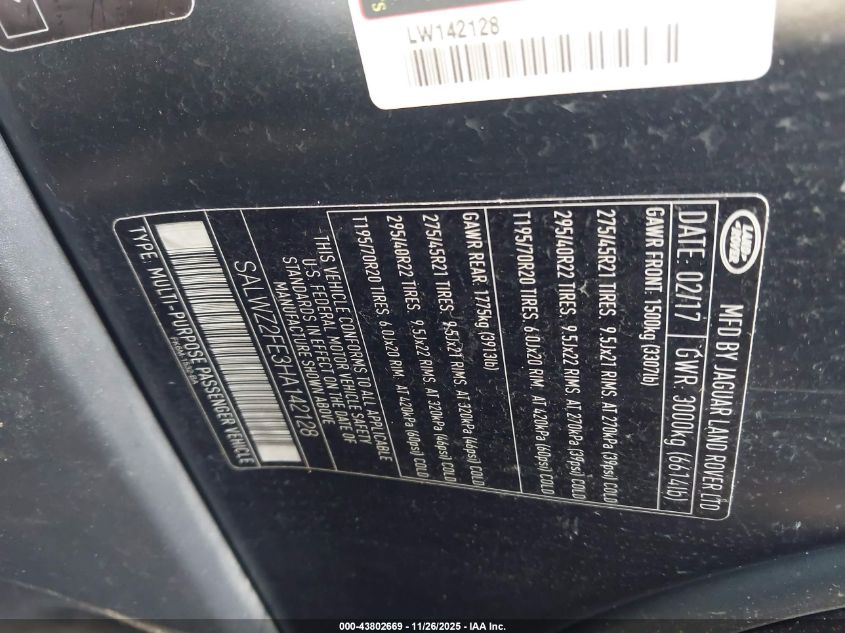 LW142128
LAND ROVER
MFD BY JAGUAR LAND ROVER LTD
DATE: 02/17 GWR 3000kg (6614lb)
GAWR FRONT: 1500kg (3307lb)
275/45R21 TIRES 9.5Jx21 RIMS AT 270kPa (39psi) COLD
295/40R22 TIRES 9.5Jx22 RIMS AT 270kPa (39psi) COLD
T195/70R20 TIRES 6.0Jx20 RIM AT 420kPa (60psi) COLD
GAWR REAR: 1775kg (3913lb)
275/45R21 TIRES 9.5Jx21 RIMS AT 320kPa (46psi) COLD
295/40R22 TIRES 9.5Jx22 RIMS AT 320kPa (46psi) COLD
T195/70R20 TIRES 6.0Jx20 RIM AT 420kPa (60psi) COLD
THIS VEHICLE CONFORMS TO ALL APPLICABLE
U.S. FEDERAL MOTOR VEHICLE SAFETY
STANDARDS IN EFFECT ON THE DATE OF
MANUFACTURE SHOWN ABOVE
SALWZ2FE3HA142128
TYPE: MULTI-PURPOSE PASSENGER VEHICLE
000-43802669 - 11/26/2025 - IAA Inc.